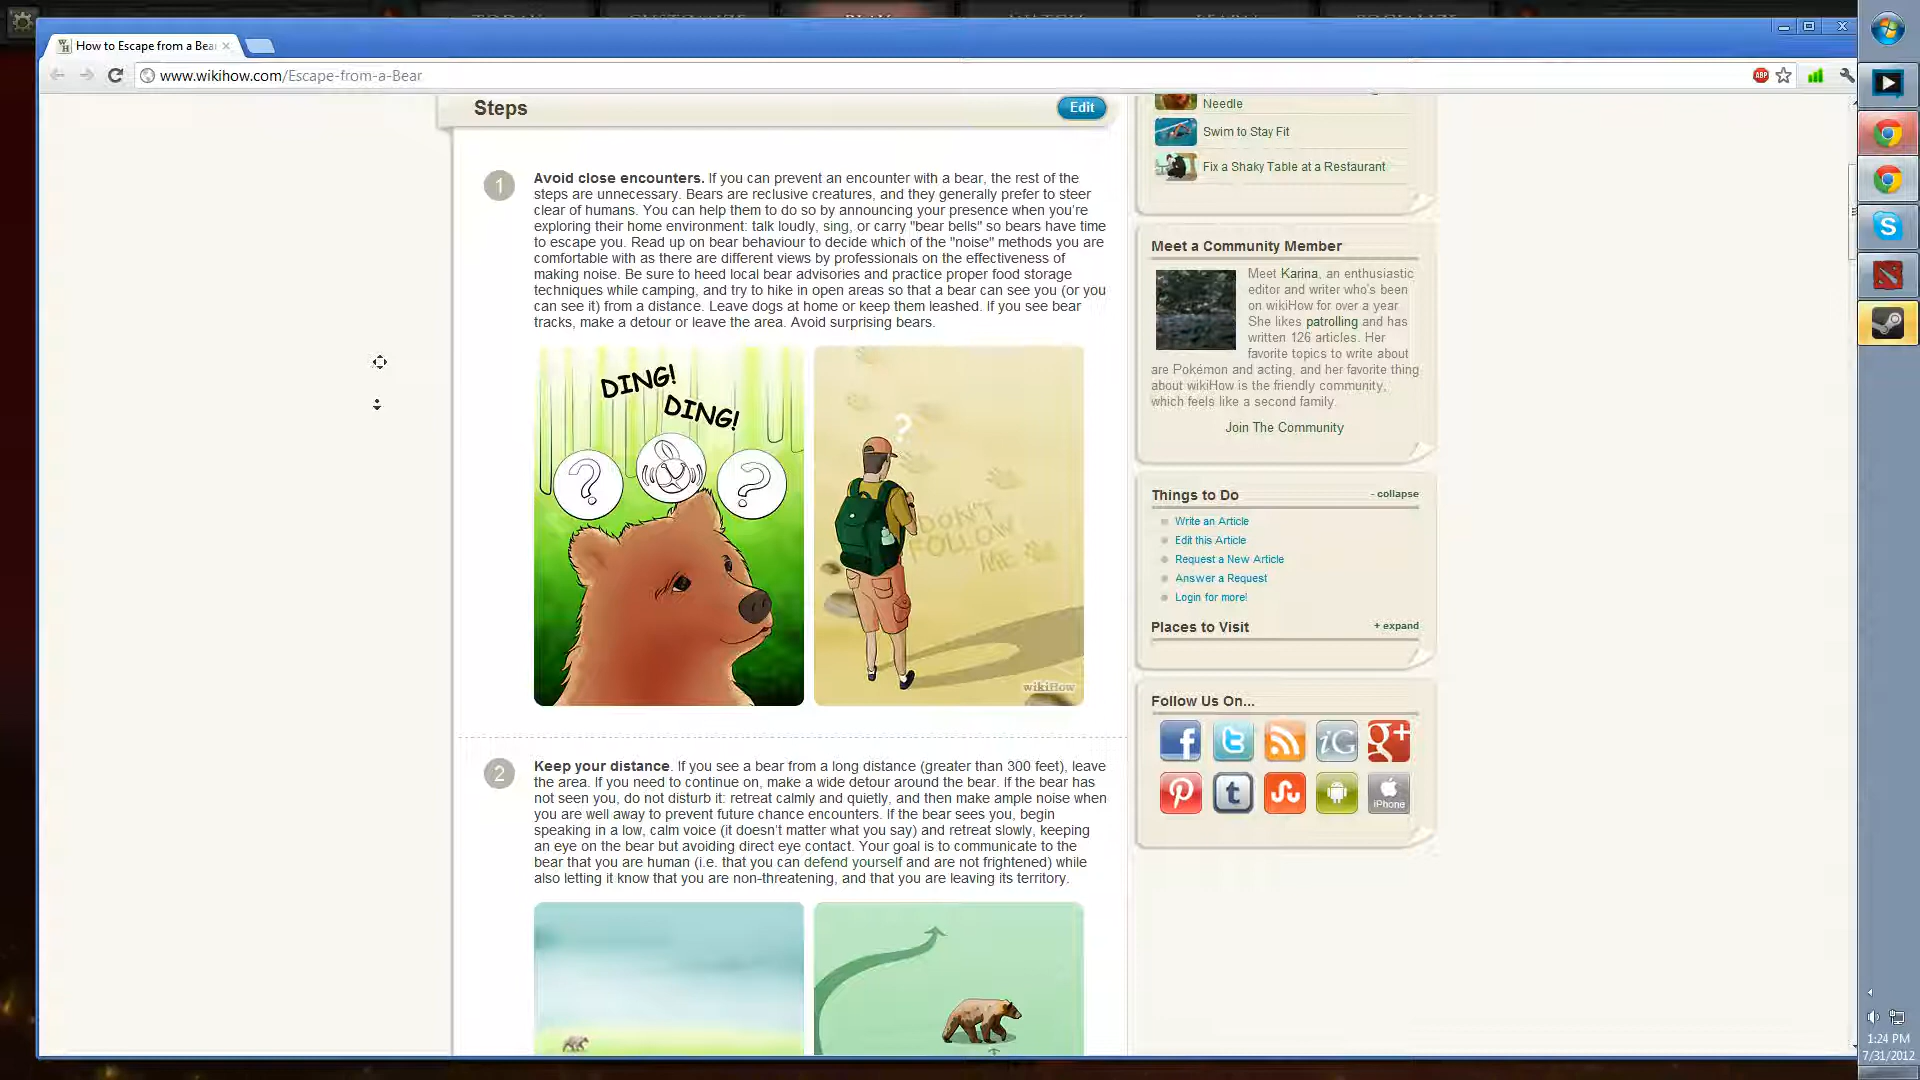 TODAY
CUSTOMIZE
PLAY
WATCH
LEARN
SOCIALIZE
How to Escape from a Bea
www.wikihow.com/Escape-from-a-Bear
ABP
Steps
Edit
1
Avoid close encounters. If you can prevent an encounter with a bear, the rest of the
steps are unnecessary. Bears are reclusive creatures, and they generally prefer to steer
clear of humans. You can help them to do so by announcing your presence when you're
exploring their home environment: talk loudly, sing, or carry "bear bells" so bears have time
to escape you. Read up on bear behaviour to decide which of the "noise" methods you are
comfortable with as there are different views by professionals on the effectiveness of
making noise. Be sure to heed local bear advisories and practice proper food storage
techniques while camping, and try to hike in open areas so that a bear can see you (or you
can see it) from a distance. Leave dogs at home or keep them leashed. If you see bear
tracks, make a detour or leave the area. Avoid surprising bears.
DING!
DING!
? ?
?
DON'T
FOLLOW
ME
wikiHow
2
Keep your distance. If you see a bear from a long distance (greater than 300 feet), leave
the area. If you need to continue on, make a wide detour around the bear. If the bear has
not seen you, do not disturb it: retreat calmly and quietly, and then make ample noise when
you are well away to prevent future chance encounters. If the bear sees you, begin
speaking in a low, calm voice (it doesn't matter what you say) and retreat slowly, keeping
an eye on the bear but avoiding direct eye contact. Your goal is to communicate to the
bear that you are human (i.e. that you can defend yourself and are not frightened) while
also letting it know that you are non-threatening, and that you are leaving its territory.
Needle
Swim to Stay Fit
Fix a Shaky Table at a Restaurant
Meet a Community Member
Meet Karina, an enthusiastic
editor and writer who's been
on wikiHow for over a year.
She likes patrolling and has
written 126 articles. Her
favorite topics to write about
are Pokémon and acting, and her favorite thing
about wikiHow is the friendly community,
which feels like a second family.
Join The Community
Things to Do
- collapse
Write an Article
Edit this Article
Request a New Article
Answer a Request
Login for more!
Places to Visit
+ expand
Follow Us On...
iG
g+
iPhone
1:24 PM
7/31/2012